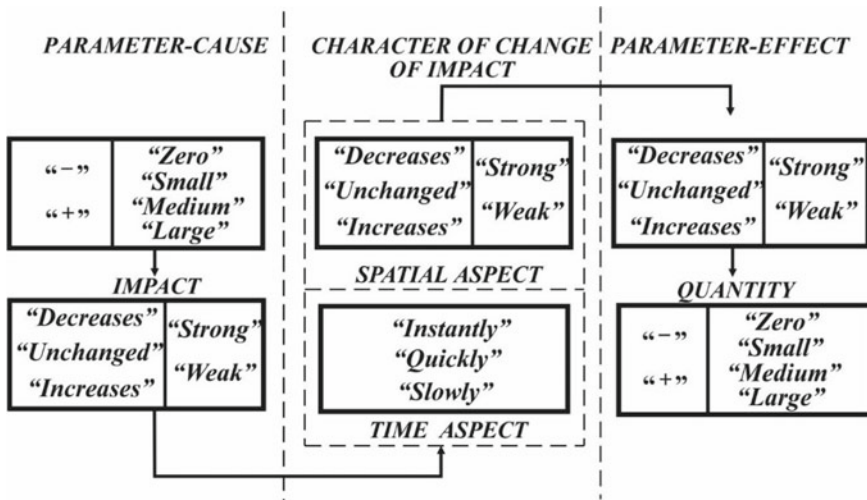 PARAMETER-CAUSE
“−”
“+”
“Zero”
“Small”
“Medium”
“Large”
IMPACT
“Decreases”
“Unchanged”
“Increases”
“Strong”
“Weak”
CHARACTER OF CHANGE
OF IMPACT
“Decreases”
“Unchanged”
“Increases”
“Strong”
“Weak”
SPATIAL ASPECT
“Instantly”
“Quickly”
“Slowly”
TIME ASPECT
PARAMETER-EFFECT
“Decreases”
“Unchanged”
“Increases”
“Strong”
“Weak”
QUANTITY
“−”
“+”
“Zero”
“Small”
“Medium”
“Large”